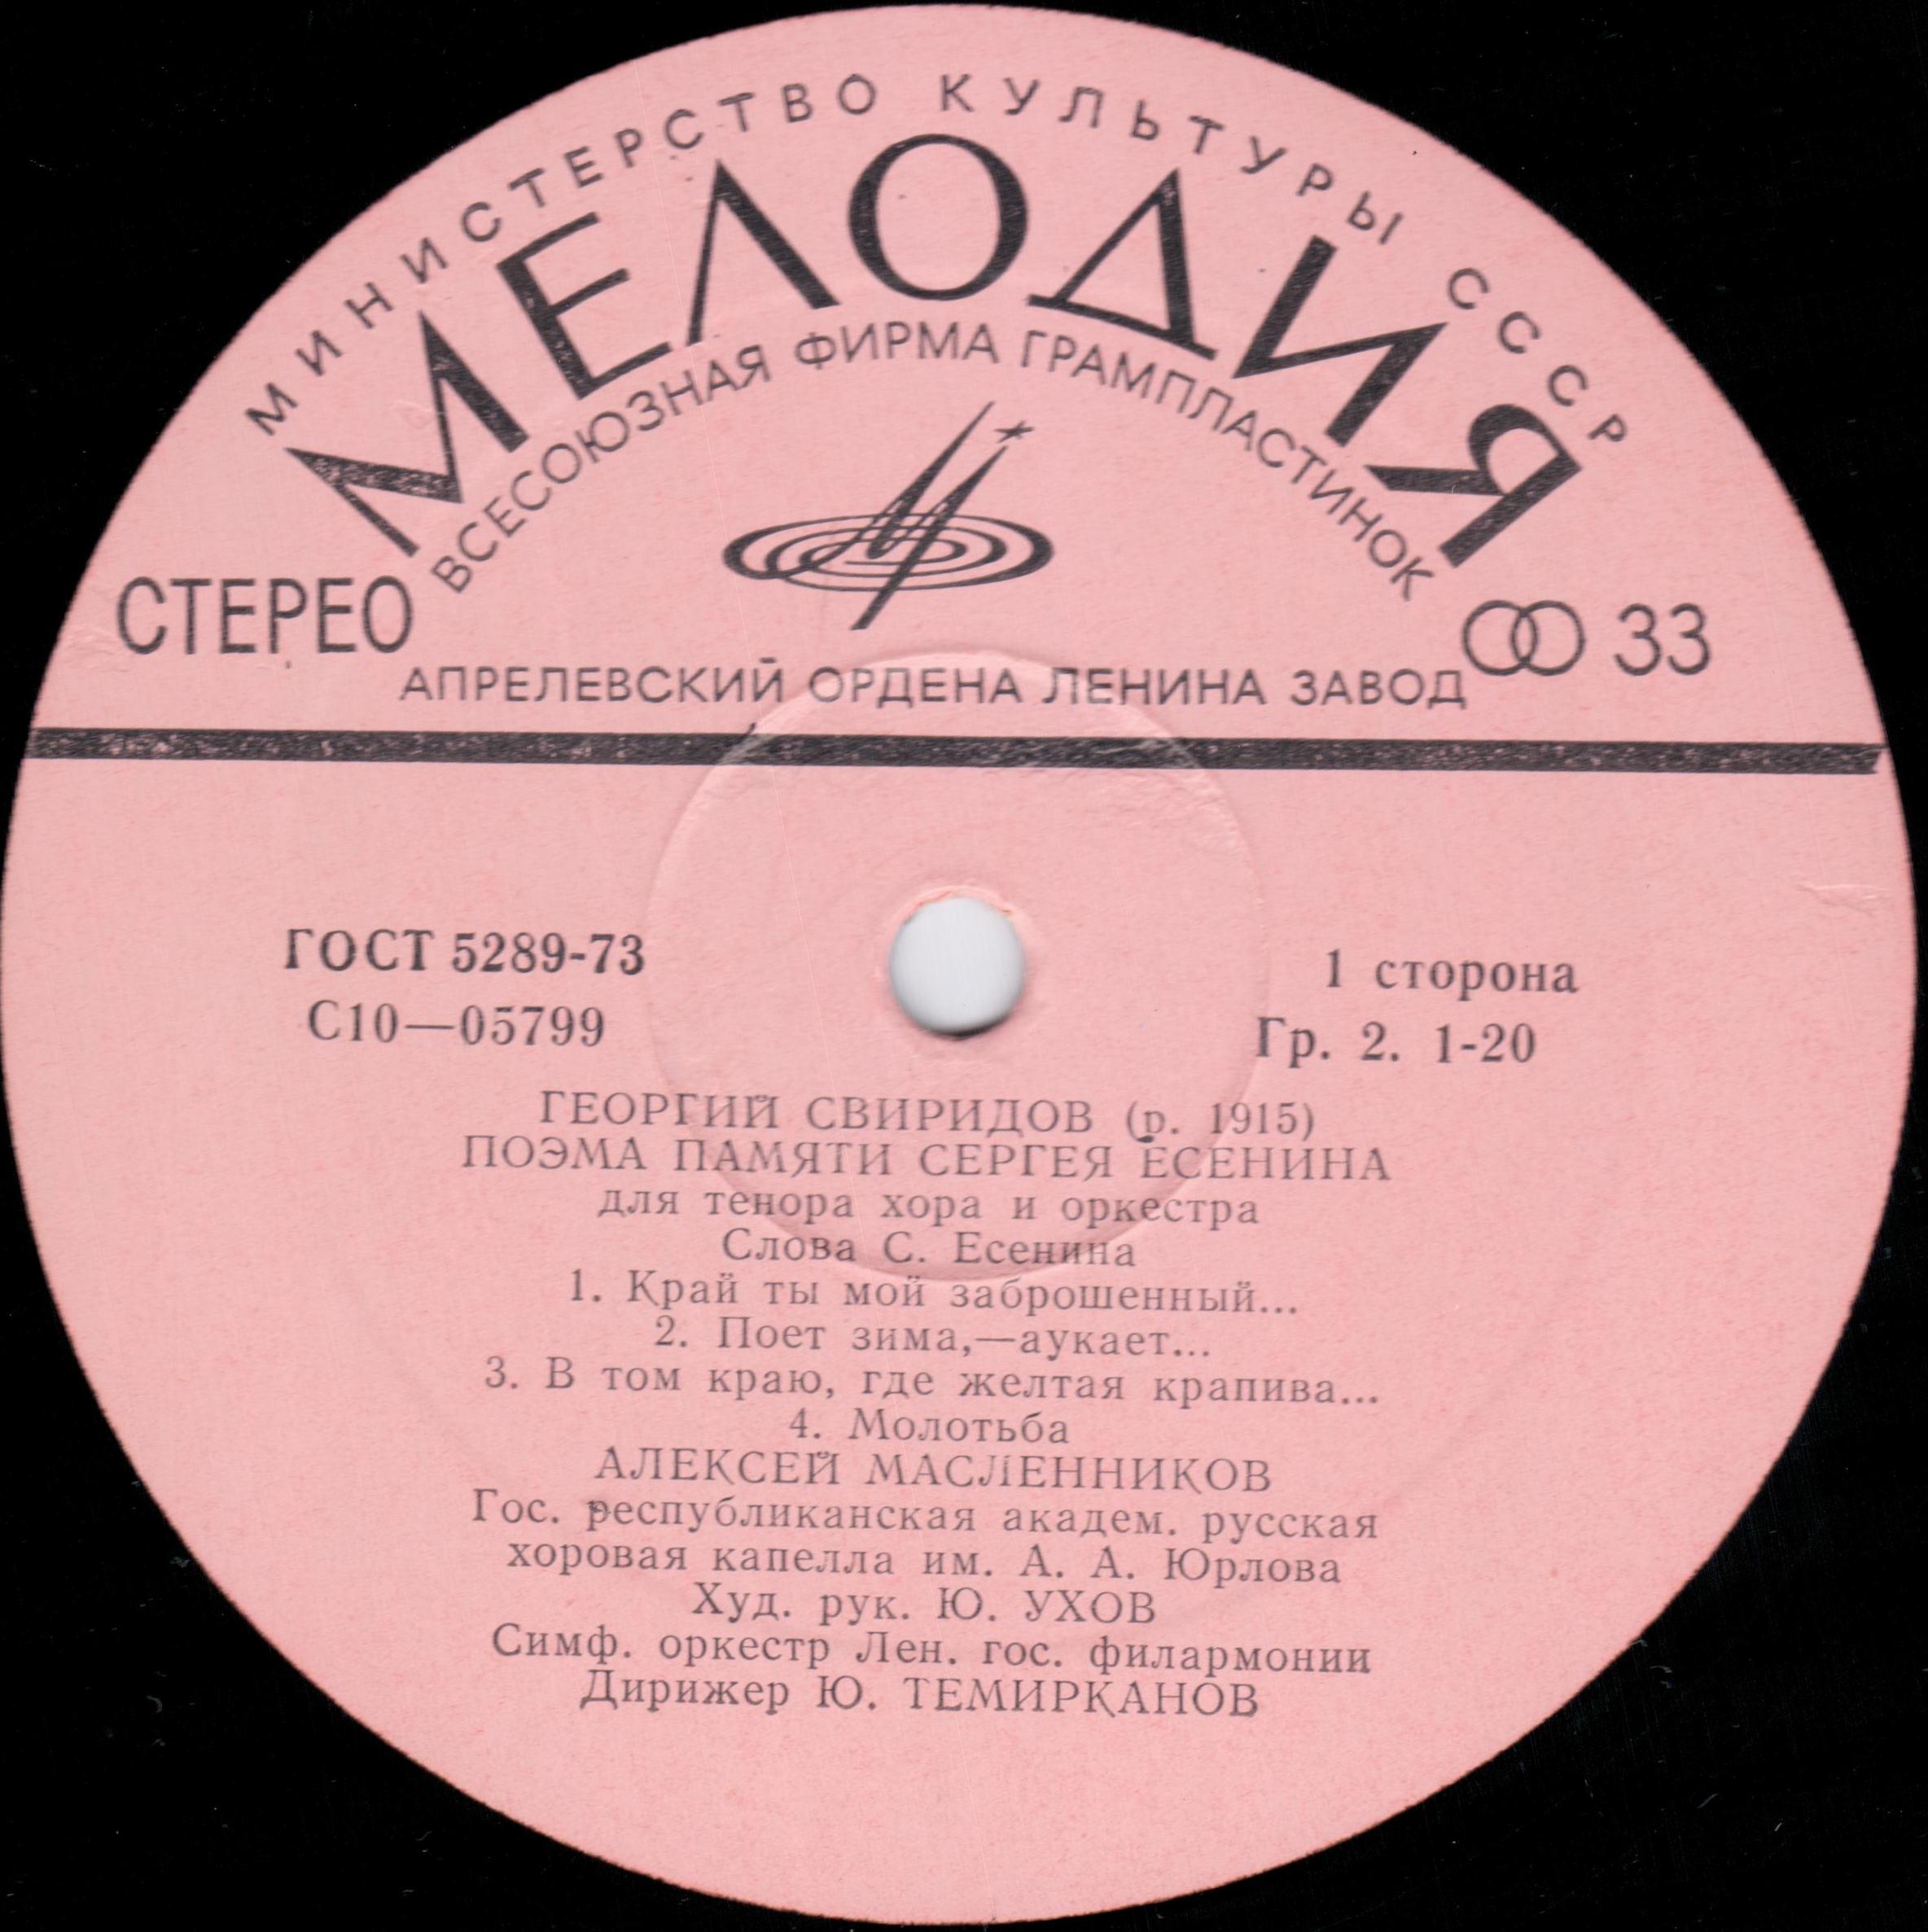 МИНИСТЕРСТВО КУЛЬТУРЫ СССР
МЕЛОДИЯ
ВСЕСОЮЗНАЯ ФИРМА ГРАМПЛАСТИНОК
СТЕРЕО
33
АПРЕЛЕВСКИЙ ОРДЕНА ЛЕНИНА ЗАВОД
ГОСТ 5289-73
1 сторона
С10—05799
Гр. 2. 1-20
ГЕОРГИЙ СВИРИДОВ (р. 1915)
ПОЭМА ПАМЯТИ СЕРГЕЯ ЕСЕНИНА
для тенора хора и оркестра
Слова С. Есенина
1. Край ты мой заброшенный...
2. Поет зима,—аукает...
3. В том краю, где желтая крапива...
4. Молотьба
АЛЕКСЕЙ МАСЛЕННИКОВ
Гос. республиканская академ. русская
хоровая капелла им. А. А. Юрлова
Худ. рук. Ю. УХОВ
Симф. оркестр Лен. гос. филармонии
Дирижер Ю. ТЕМИРКАНОВ